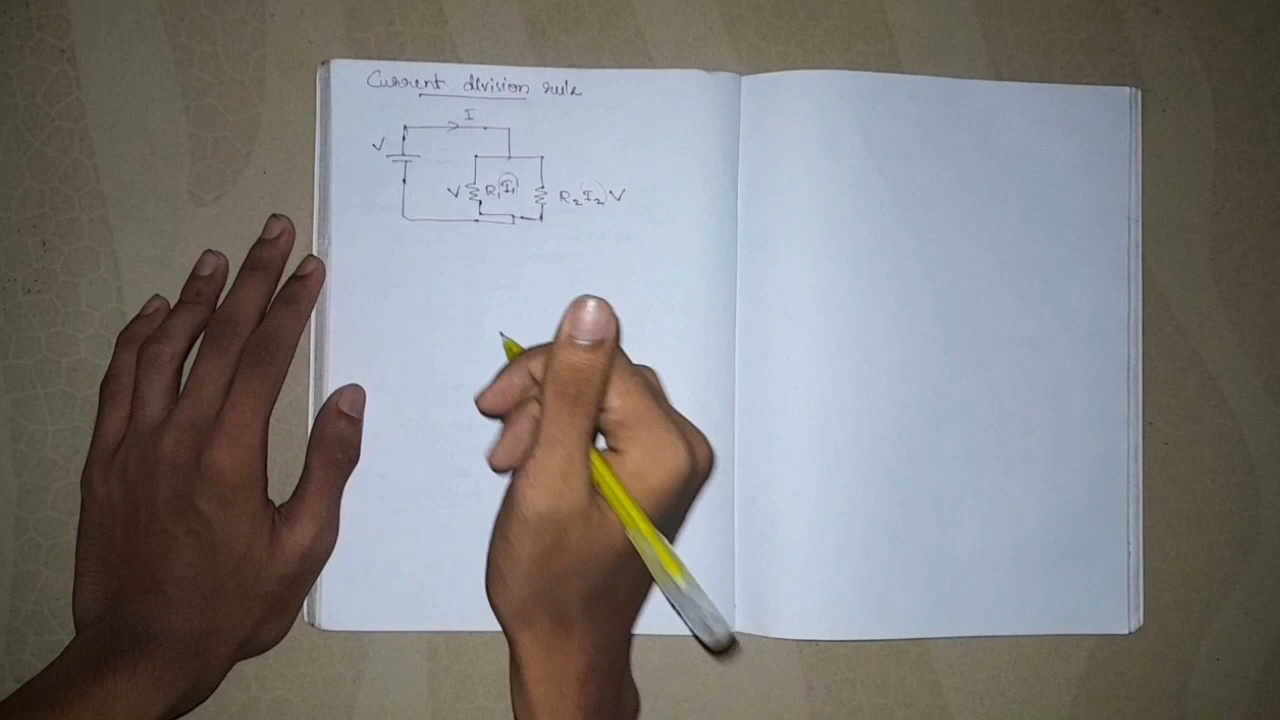 Current division rule
I
V
V R₁ I₁ R₂ I₂ V